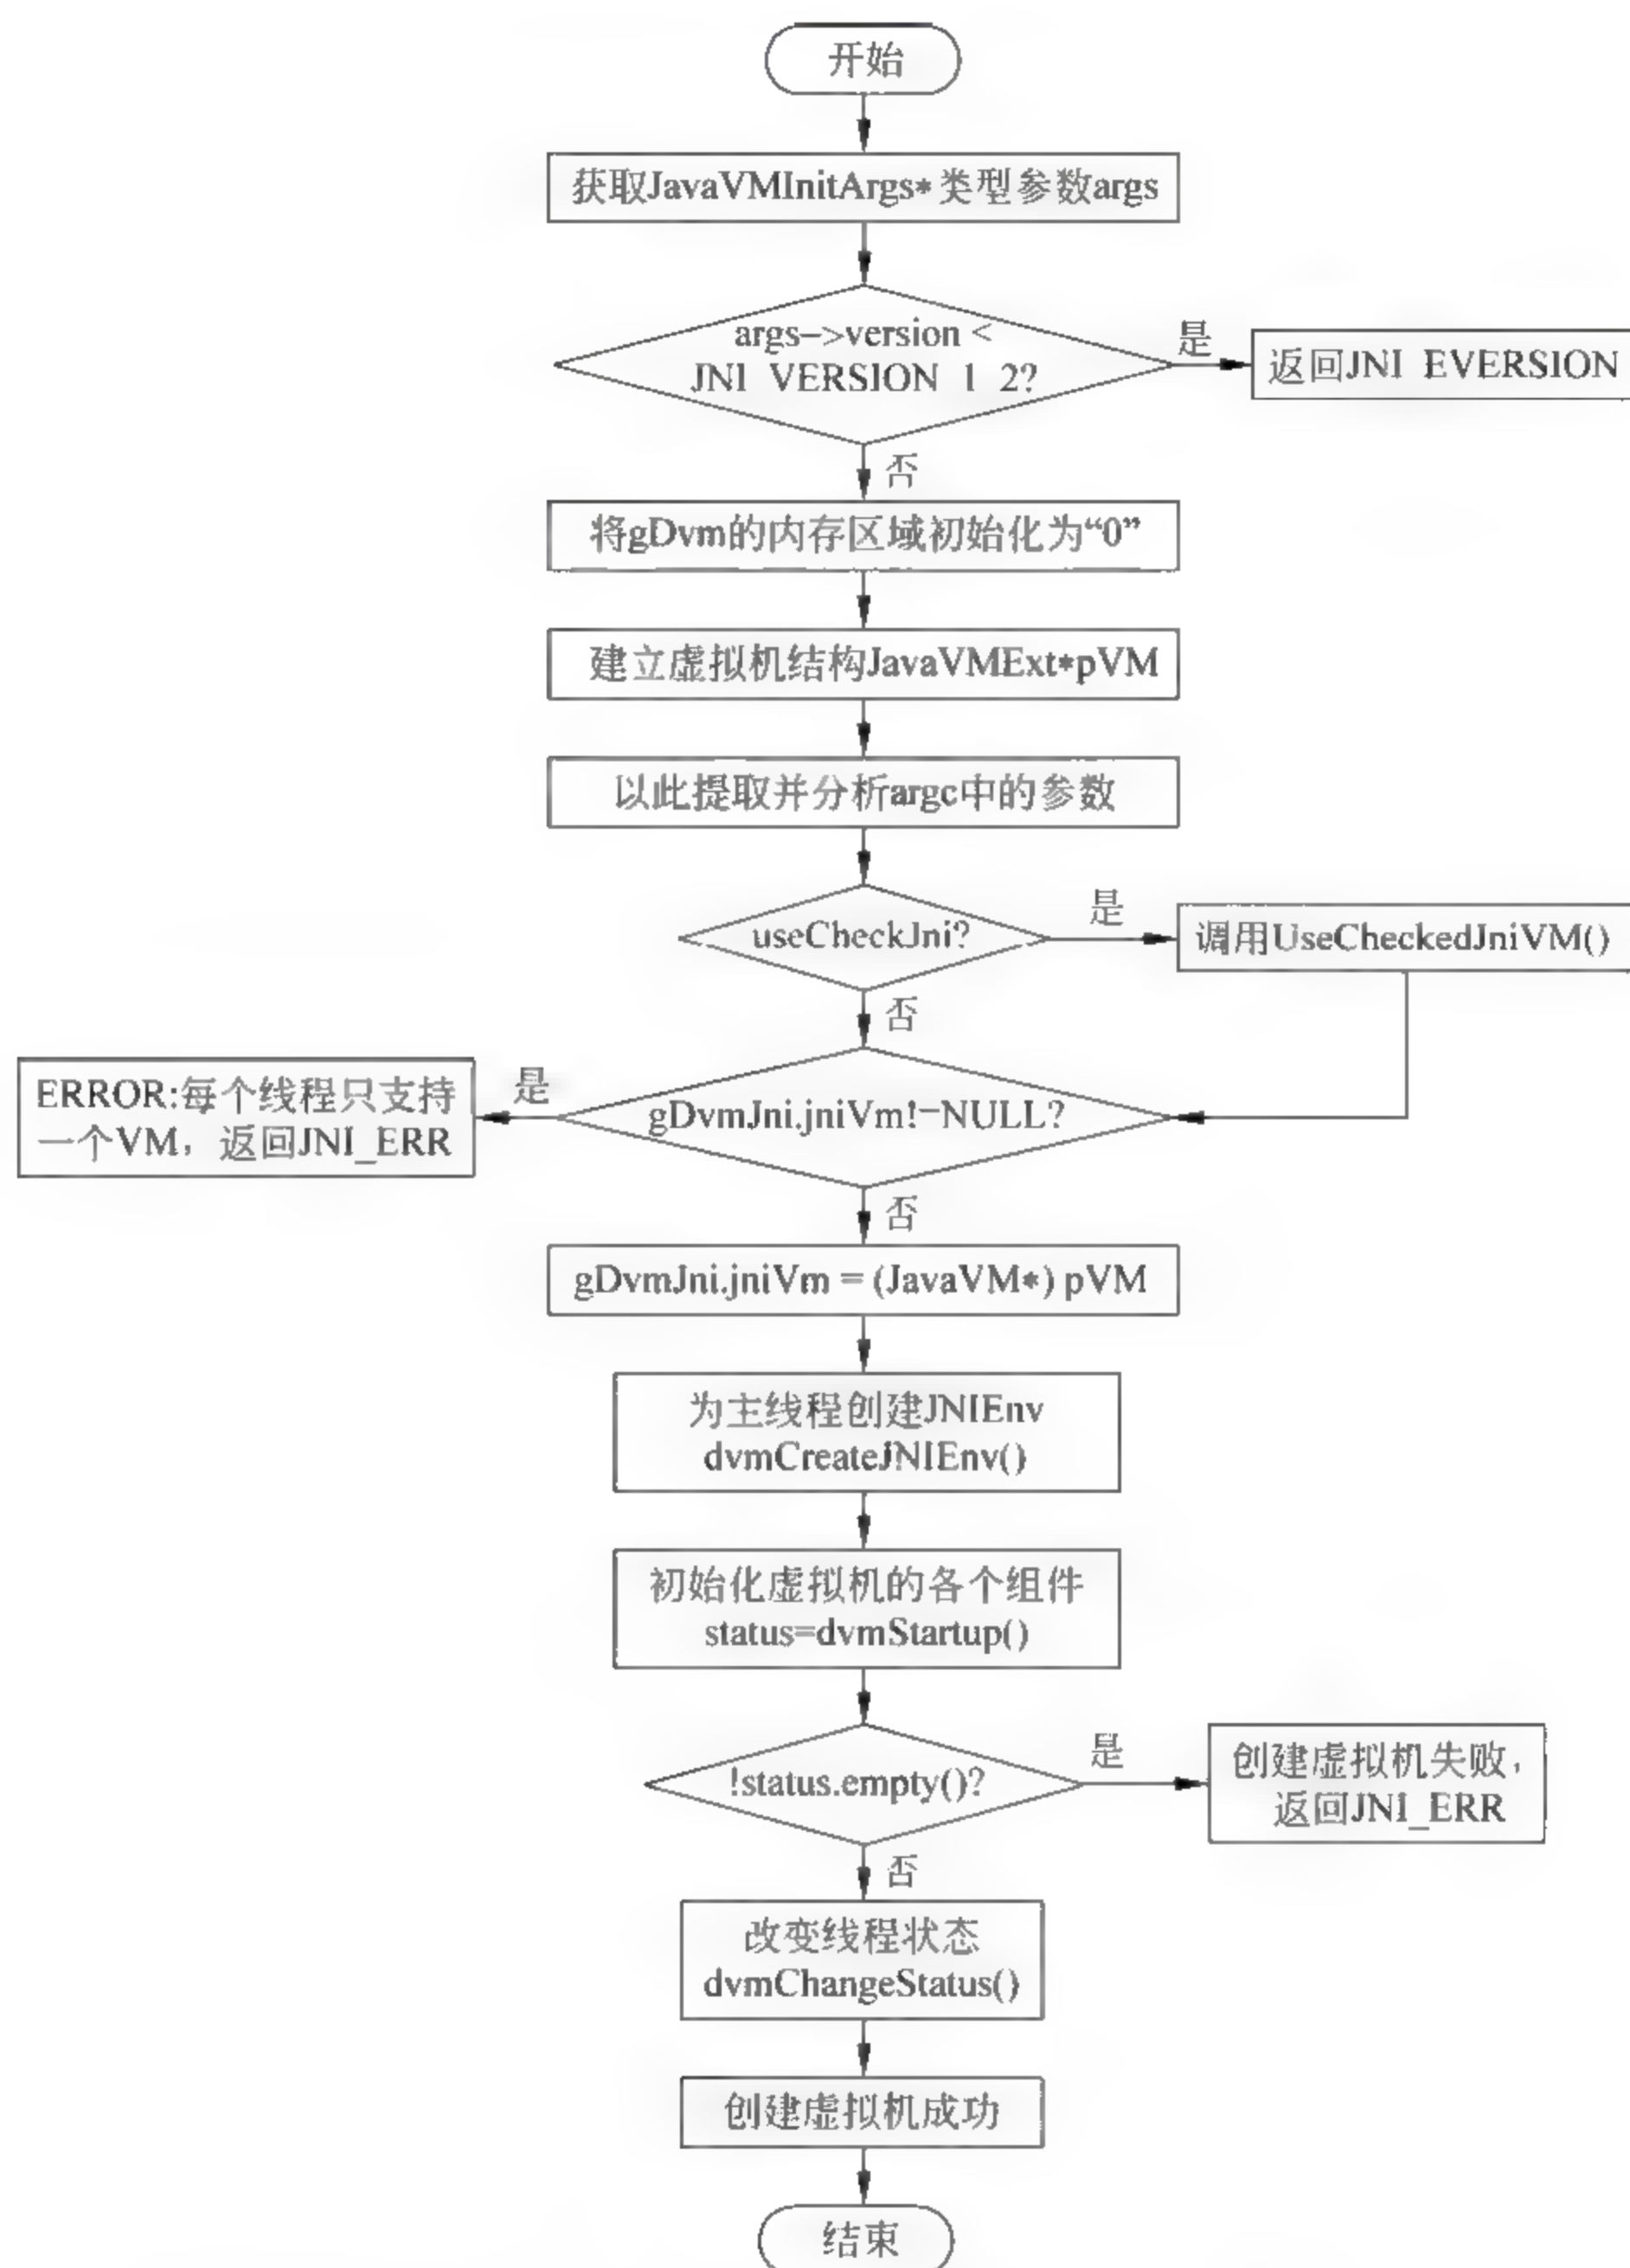 开始
获取JavaVMInitArgs*类型参数args
args->version <
JNI VERSION 1 2?
是
返回JNI EVERSION
否
将gDvm的内存区域初始化为“0”
建立虚拟机结构JavaVMExt*pVM
以此提取并分析argc中的参数
useCheckJni?
是
调用UseCheckedJniVM()
否
ERROR:每个线程只支持
一个VM，返回JNI_ERR
是
gDvmJni.jniVm!=NULL?
否
gDvmJni.jniVm = (JavaVM*) pVM
为主线程创建JNIEnv
dvmCreateJNIEnv()
初始化虚拟机的各个组件
status=dvmStartup()
!status.empty()?
是
创建虚拟机失败，
返回JNI_ERR
否
改变线程状态
dvmChangeStatus()
创建虚拟机成功
结束